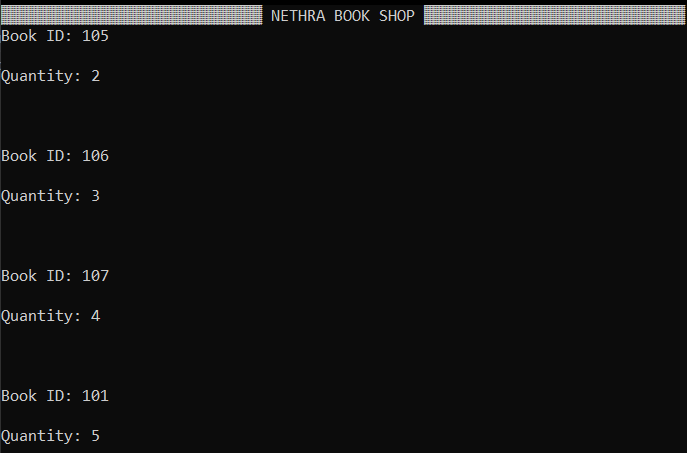 NETHRA BOOK SHOP
Book ID: 105
Quantity: 2
Book ID: 106
Quantity: 3
Book ID: 107
Quantity: 4
Book ID: 101
Quantity: 5